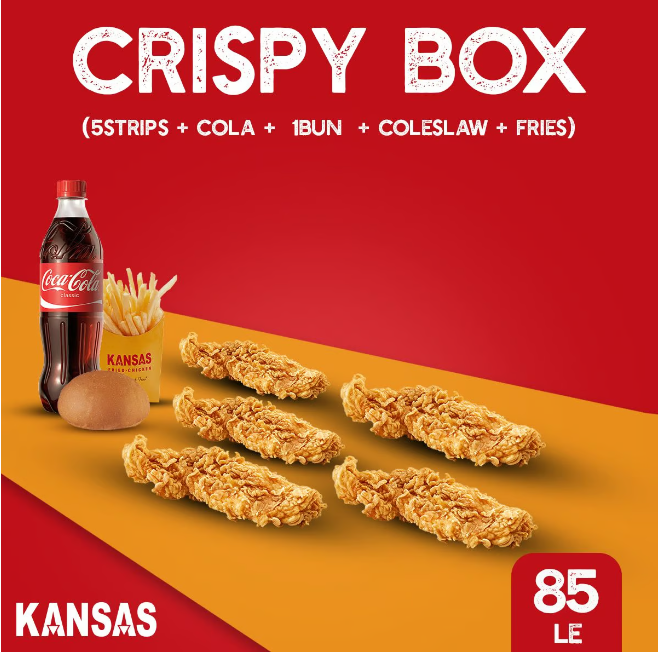 CRISPY BOX
(5STRIPS + COLA + 1BUN + COLESLAW + FRIES)
Coca-Cola
classic
KANSAS
FRIED-CHICKEN
KANSAS
85
LE